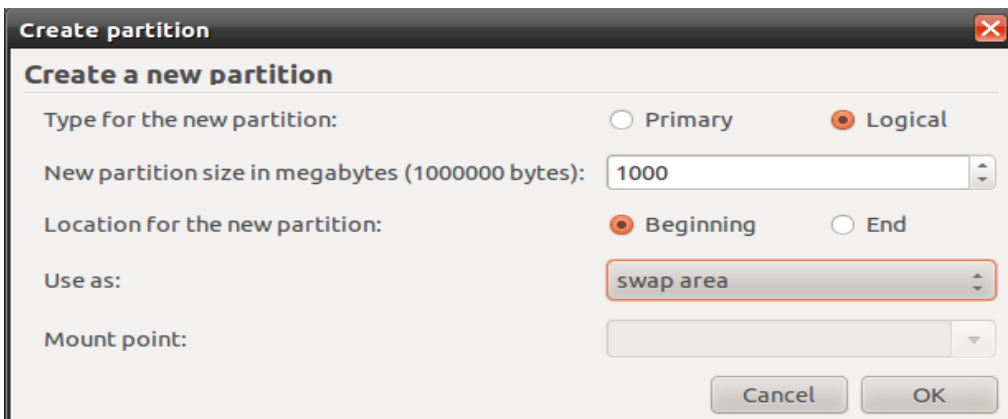 Create partition
Create a new partition
Type for the new partition: Primary Logical
New partition size in megabytes (1000000 bytes): 1000
Location for the new partition: Beginning End
Use as: swap area
Mount point:
Cancel OK